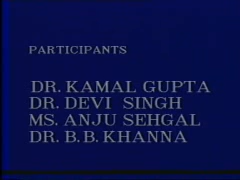 PARTICIPANTS
DR. KAMAL GUPTA
DR. DEVI SINGH
MS. ANJU SEHGAL
DR. B.B. KHANNA